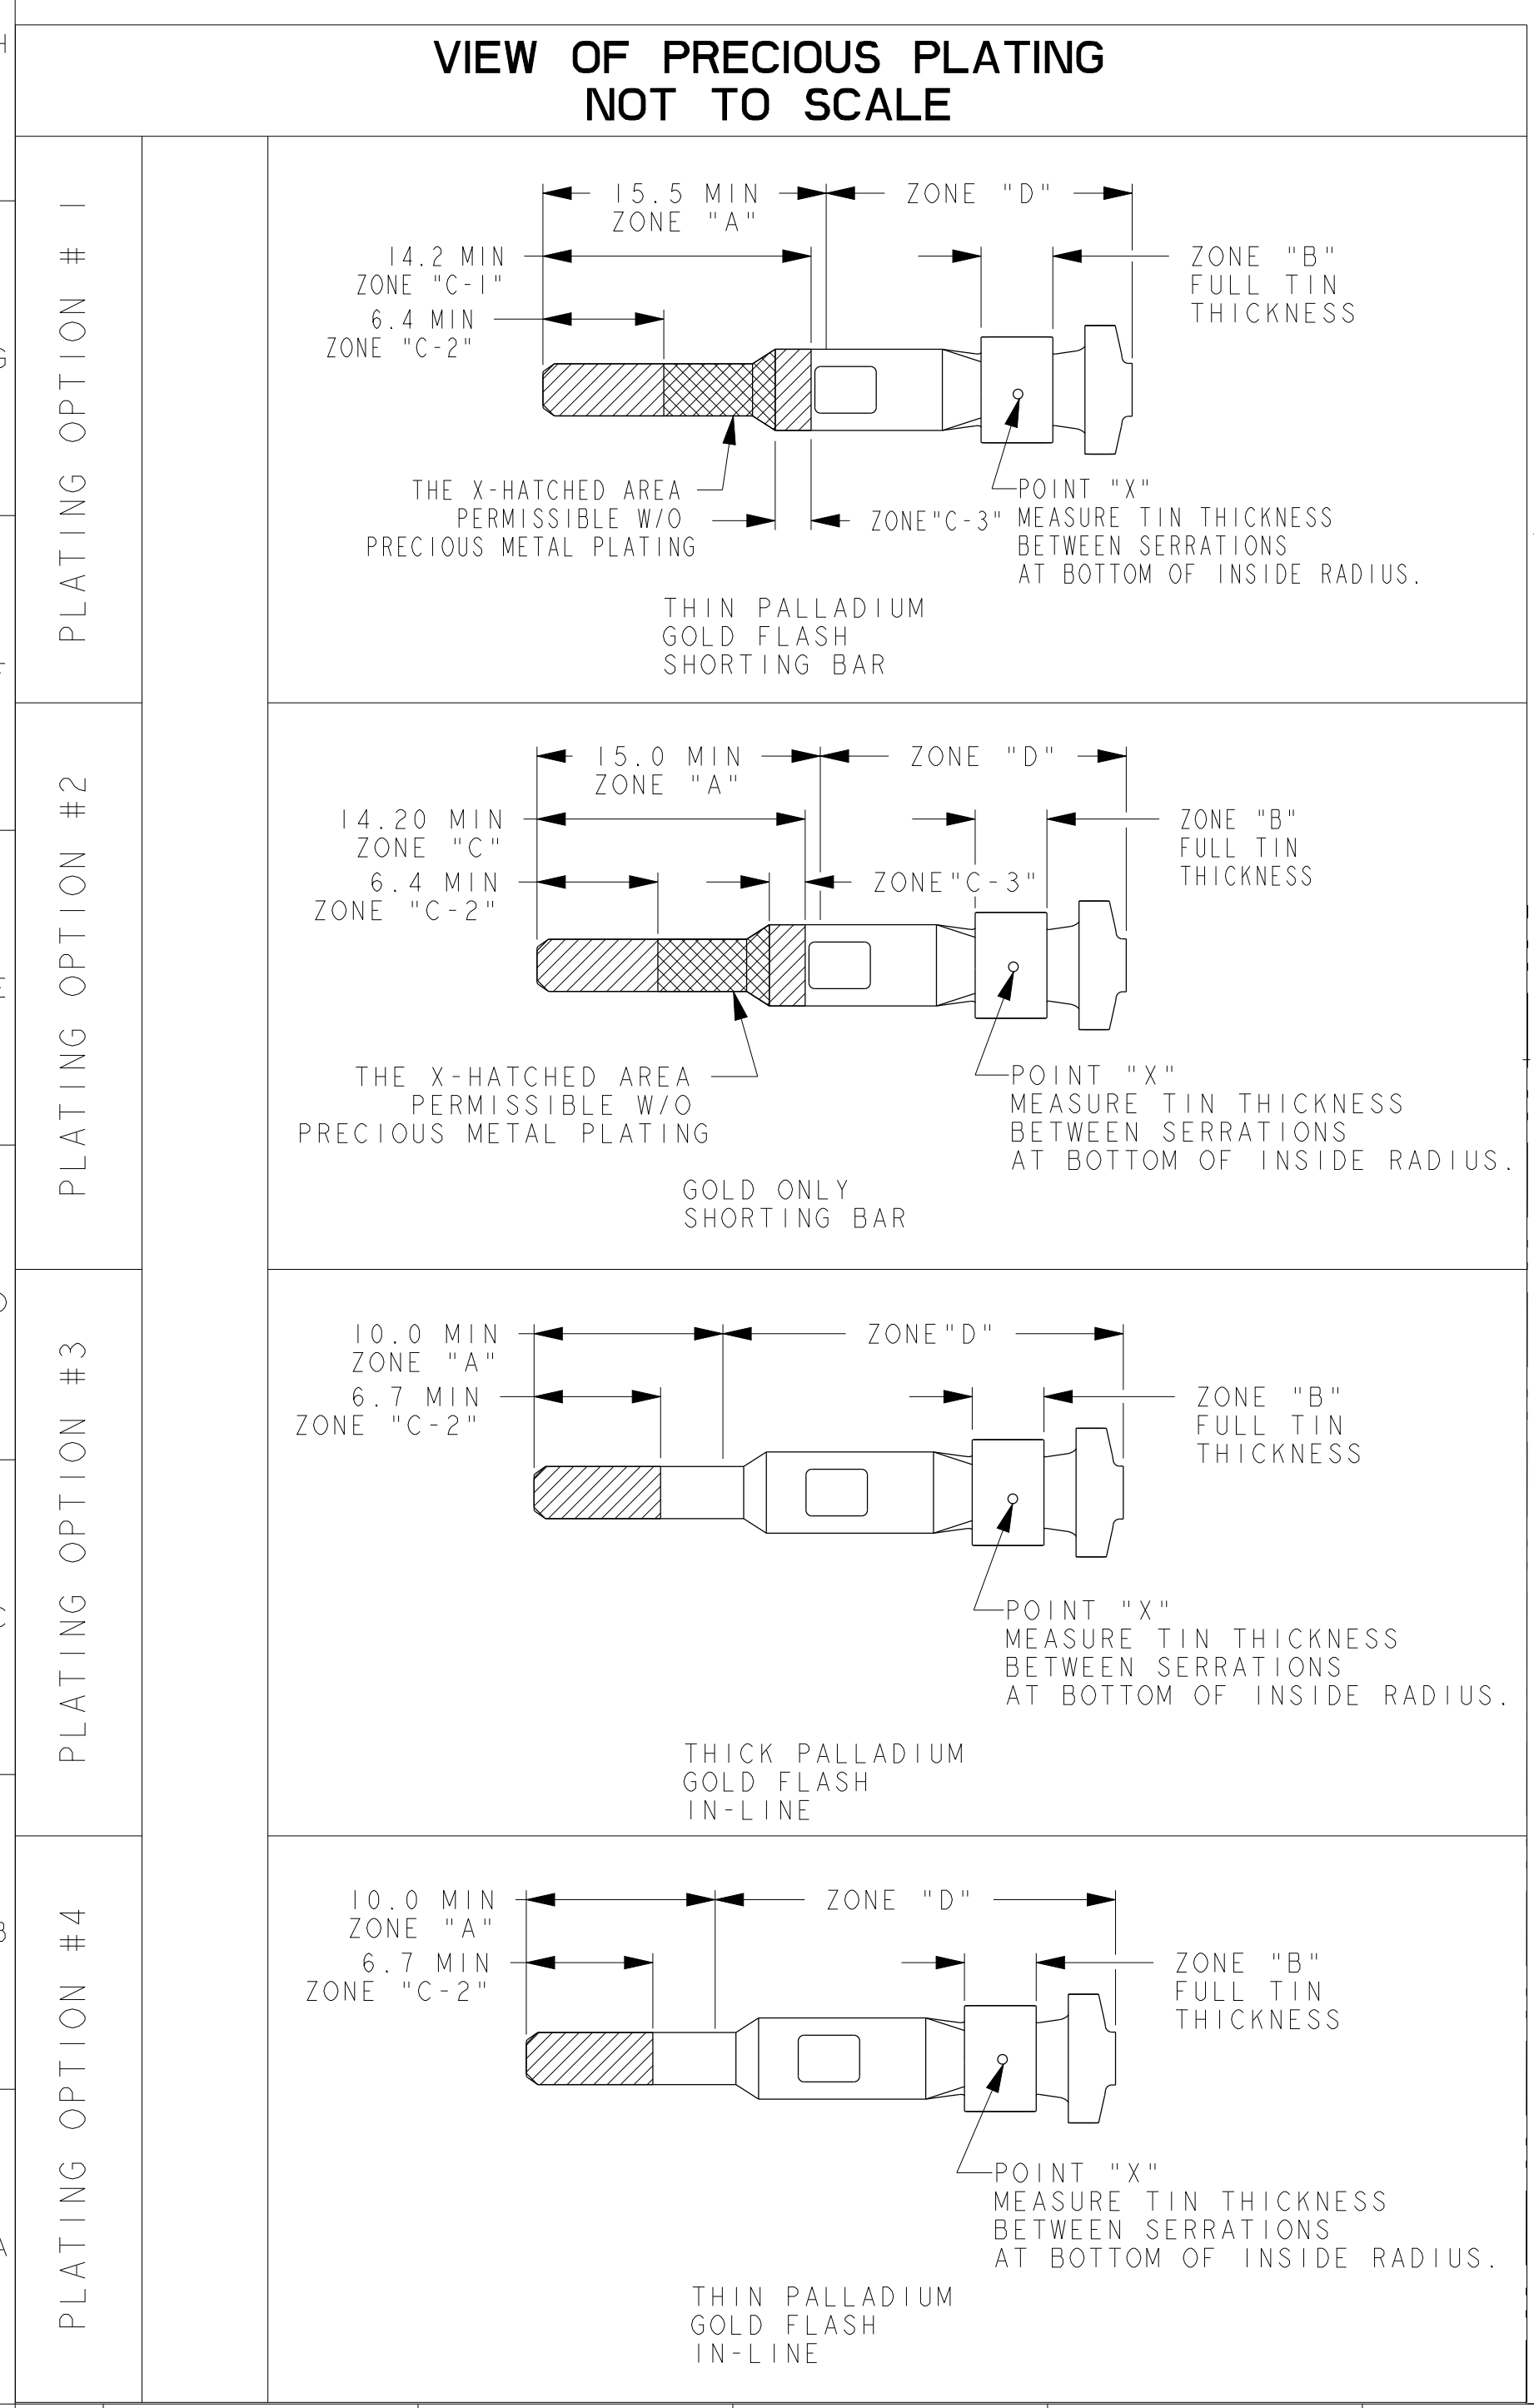 VIEW OF PRECIOUS PLATING
NOT TO SCALE
PLATING OPTION # 1
15.5 MIN
ZONE "A"
ZONE "D"
14.2 MIN
ZONE "C-1"
6.4 MIN
ZONE "C-2"
ZONE "B"
FULL TIN
THICKNESS
THE X-HATCHED AREA
PERMISSIBLE W/O
PRECIOUS METAL PLATING
ZONE"C-3"
POINT "X"
MEASURE TIN THICKNESS
BETWEEN SERRATIONS
AT BOTTOM OF INSIDE RADIUS.
THIN PALLADIUM
GOLD FLASH
SHORTING BAR
PLATING OPTION #2
15.0 MIN
ZONE "A"
ZONE "D"
14.20 MIN
ZONE "C"
6.4 MIN
ZONE "C-2"
ZONE"C-3"
ZONE "B"
FULL TIN
THICKNESS
THE X-HATCHED AREA
PERMISSIBLE W/O
PRECIOUS METAL PLATING
POINT "X"
MEASURE TIN THICKNESS
BETWEEN SERRATIONS
AT BOTTOM OF INSIDE RADIUS.
GOLD ONLY
SHORTING BAR
PLATING OPTION #3
10.0 MIN
ZONE "A"
ZONE"D"
6.7 MIN
ZONE "C-2"
ZONE "B"
FULL TIN
THICKNESS
POINT "X"
MEASURE TIN THICKNESS
BETWEEN SERRATIONS
AT BOTTOM OF INSIDE RADIUS.
THICK PALLADIUM
GOLD FLASH
IN-LINE
PLATING OPTION #4
10.0 MIN
ZONE "A"
ZONE "D"
6.7 MIN
ZONE "C-2"
ZONE "B"
FULL TIN
THICKNESS
POINT "X"
MEASURE TIN THICKNESS
BETWEEN SERRATIONS
AT BOTTOM OF INSIDE RADIUS.
THIN PALLADIUM
GOLD FLASH
IN-LINE